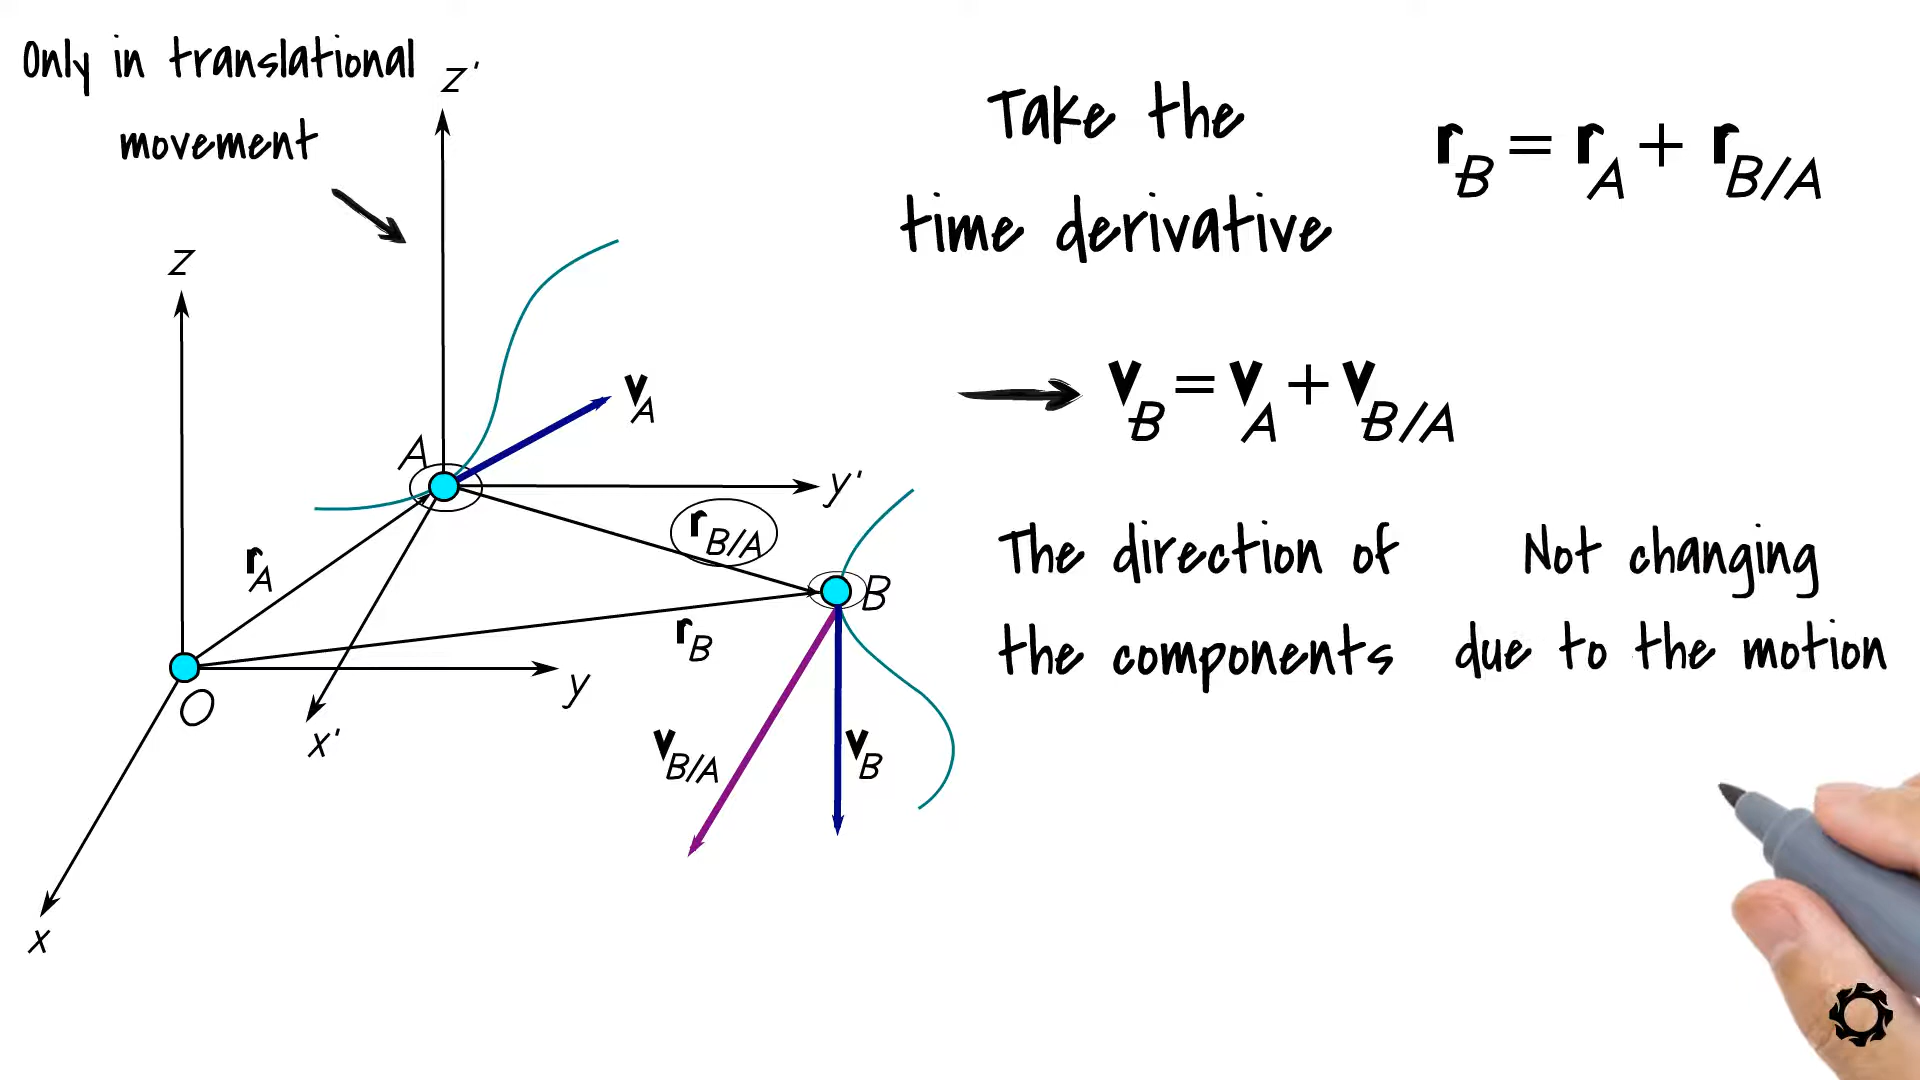 Only in translational
movement
z'
z
v_A
A
y'
r_B/A
r_A
B
r_B
y
O
x'
v_B/A
v_B
x
Take the
time derivative
r_B = r_A + r_B/A
v_B = v_A + v_B/A
The direction of
the components
Not changing
due to the motion